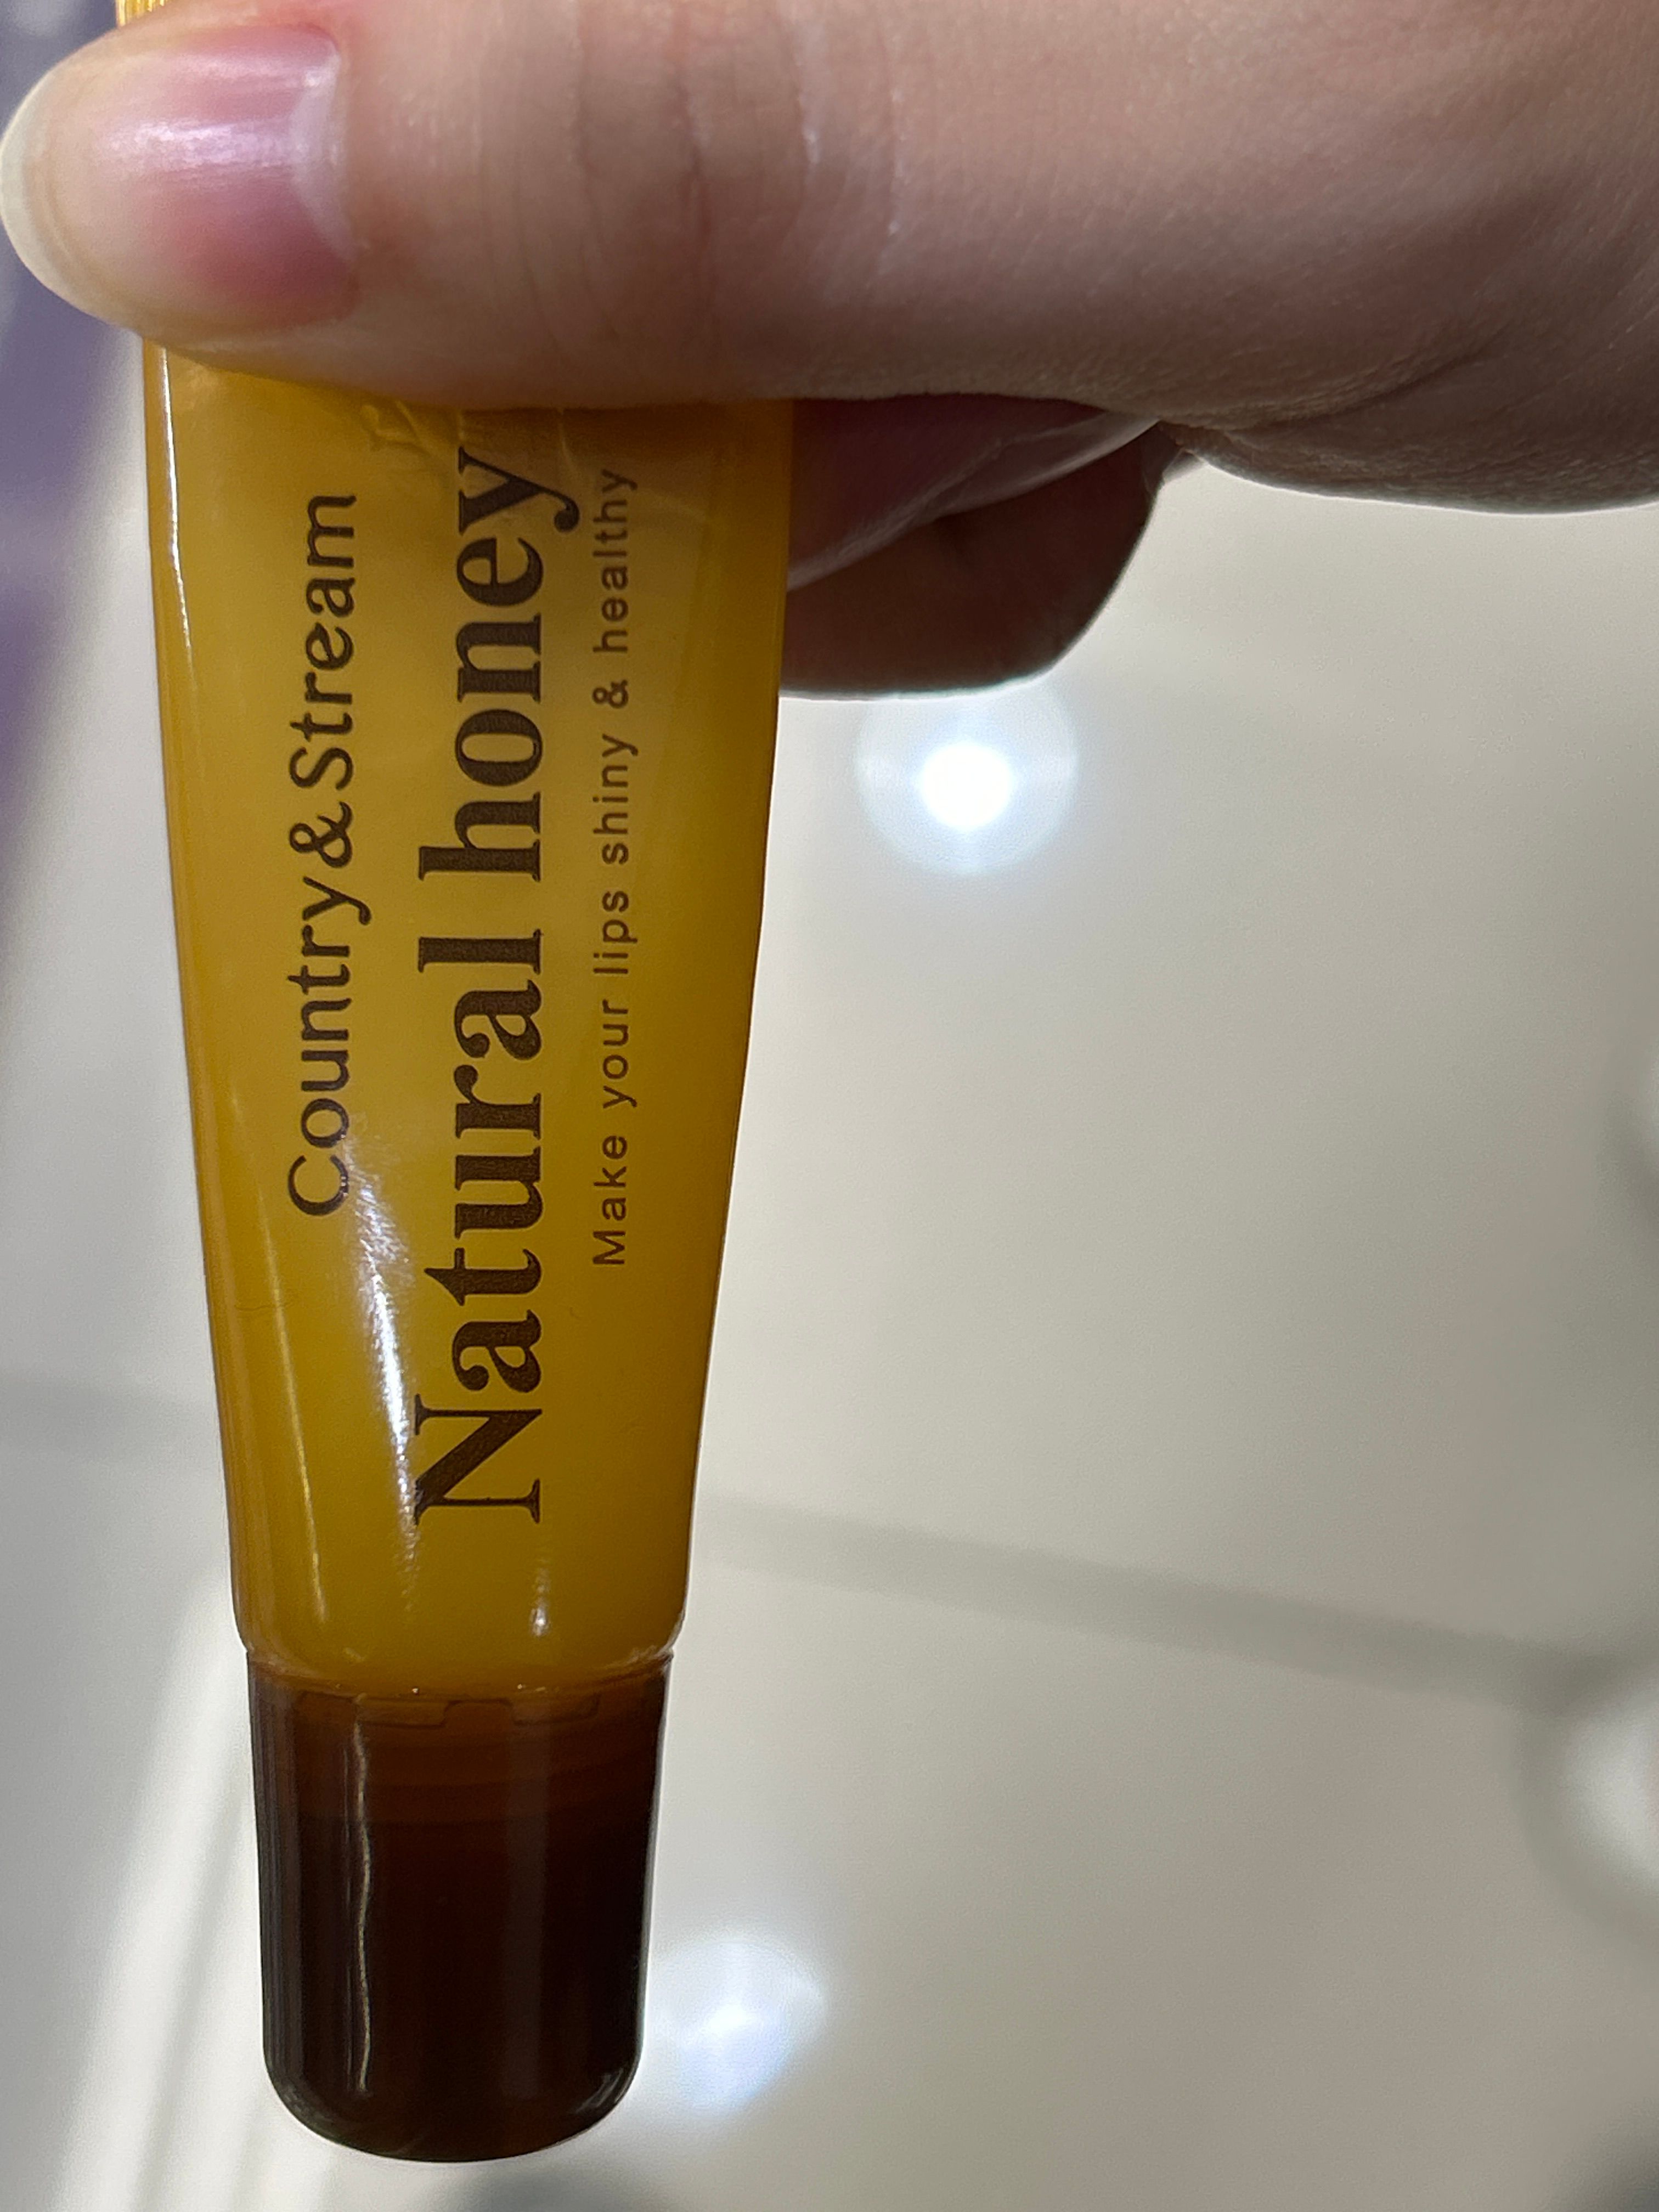 Country & Stream
Natural honey
Make your lips shiny & healthy